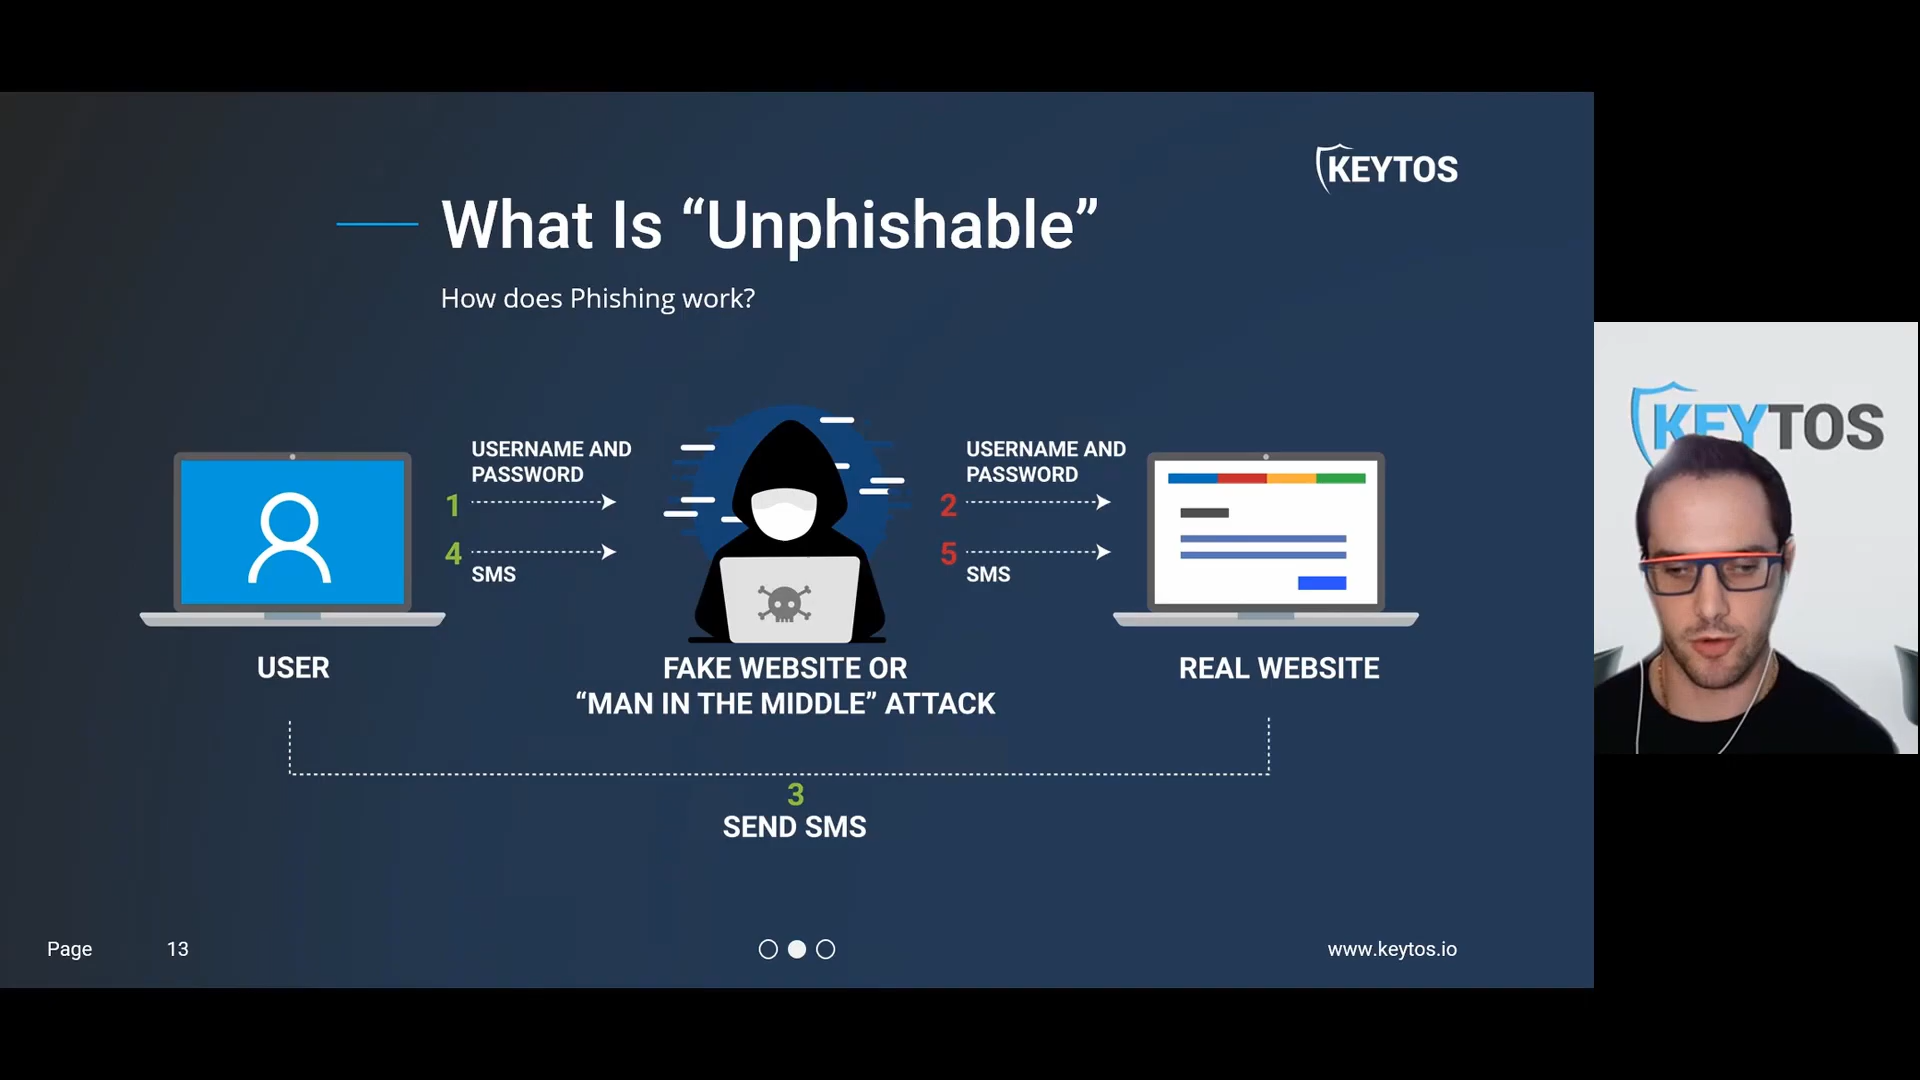 KEYTOS
What Is “Unphishable”
How does Phishing work?
USERNAME AND
PASSWORD
1
4
SMS
USERNAME AND
PASSWORD
2
5
SMS
KEYTOS
USER
FAKE WEBSITE OR
“MAN IN THE MIDDLE” ATTACK
REAL WEBSITE
3
SEND SMS
Page 13
www.keytos.io